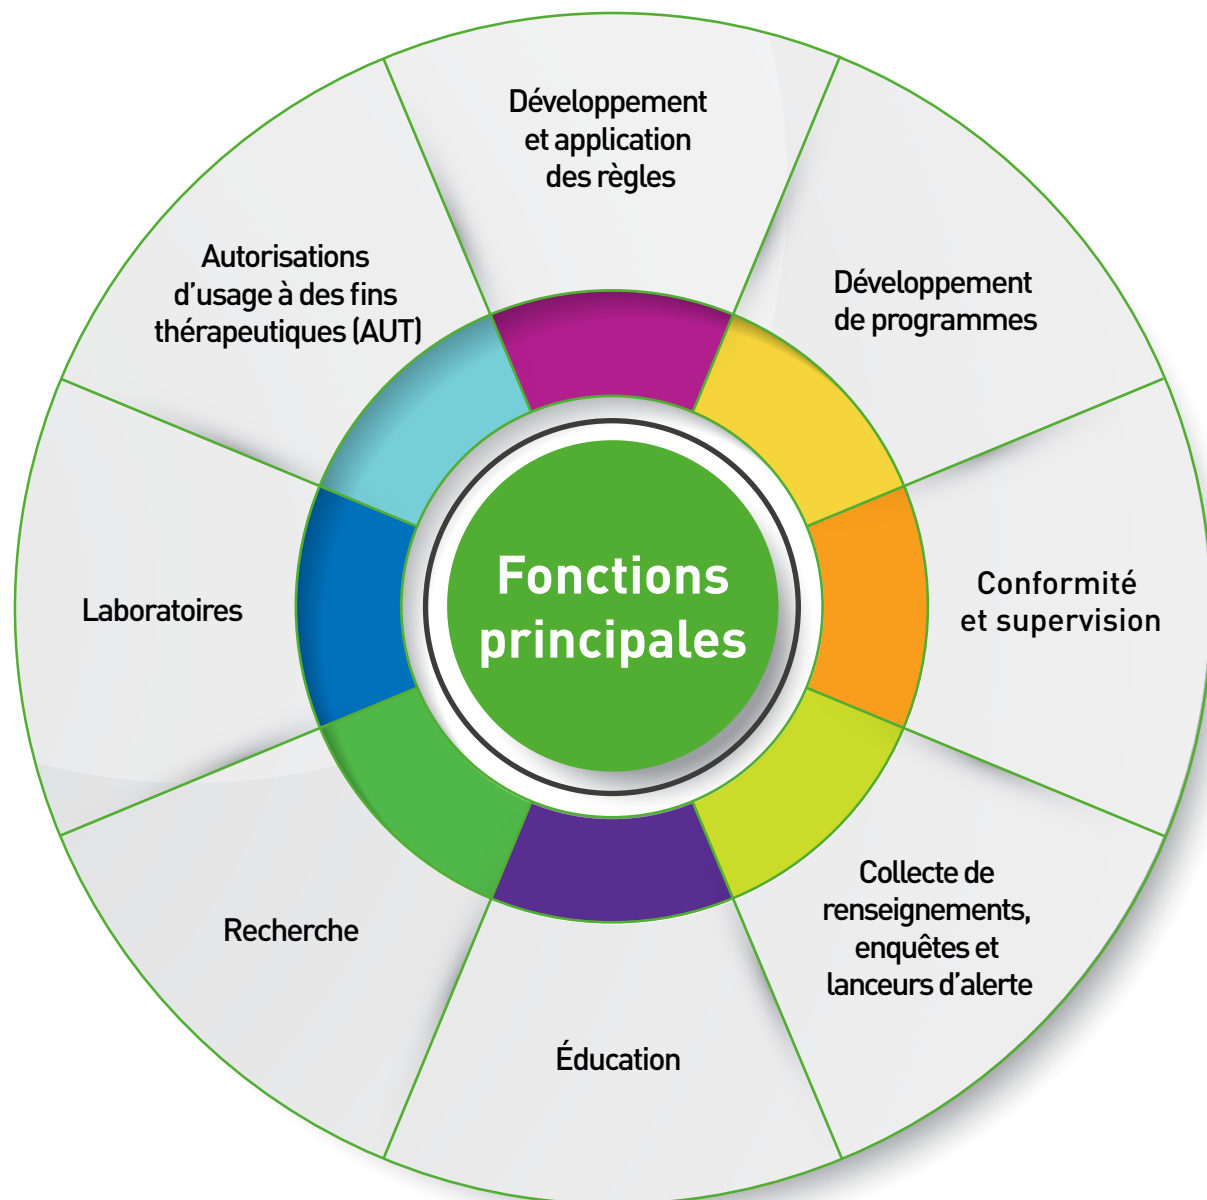 Développement
et application
des règles
Développement
de programmes
Conformité
et supervision
Collecte de
renseignements,
enquêtes et
lanceurs d’alerte
Éducation
Recherche
Laboratoires
Autorisations
d’usage à des fins
thérapeutiques (AUT)
Fonctions
principales